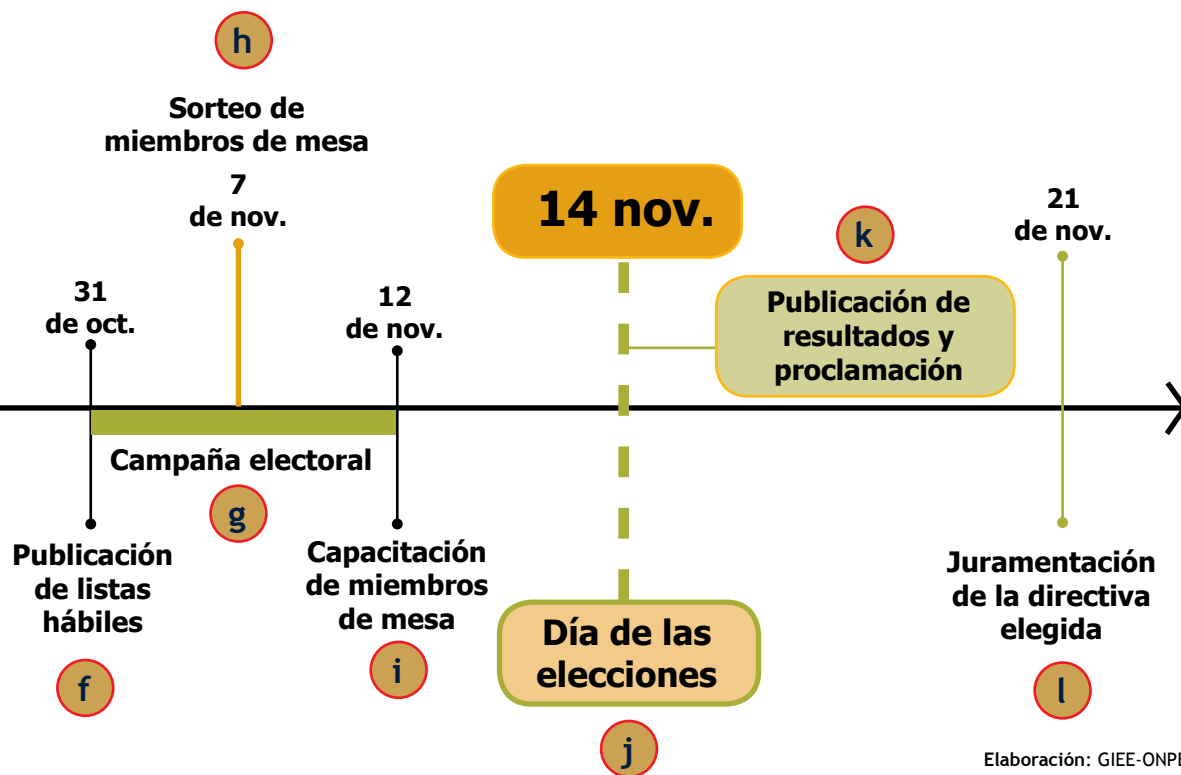 h
Sorteo de
miembros de mesa
7
de nov.
14 nov.
21
de nov.
k
31
de oct.
12
de nov.
Publicación de
resultados y
proclamación
Campaña electoral
g
Publicación
de listas
hábiles
f
Capacitación
de miembros
de mesa
i
Día de las
elecciones
j
Juramentación
de la directiva
elegida
l
Elaboración: GIEE-ONPE